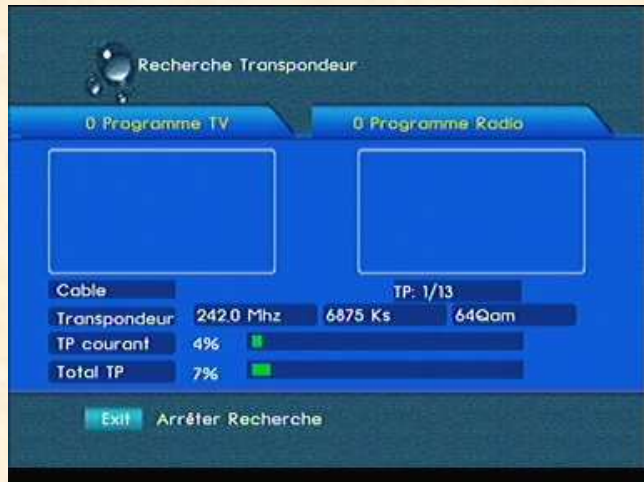 Recherche Transpondeur
0 Programme TV 0 Programme Radio
Cable TP: 1/13
Transpondeur 242.0 Mhz 6875 Ks 64Qam
TP courant 4%
Total TP 7%
Exit Arrêter Recherche